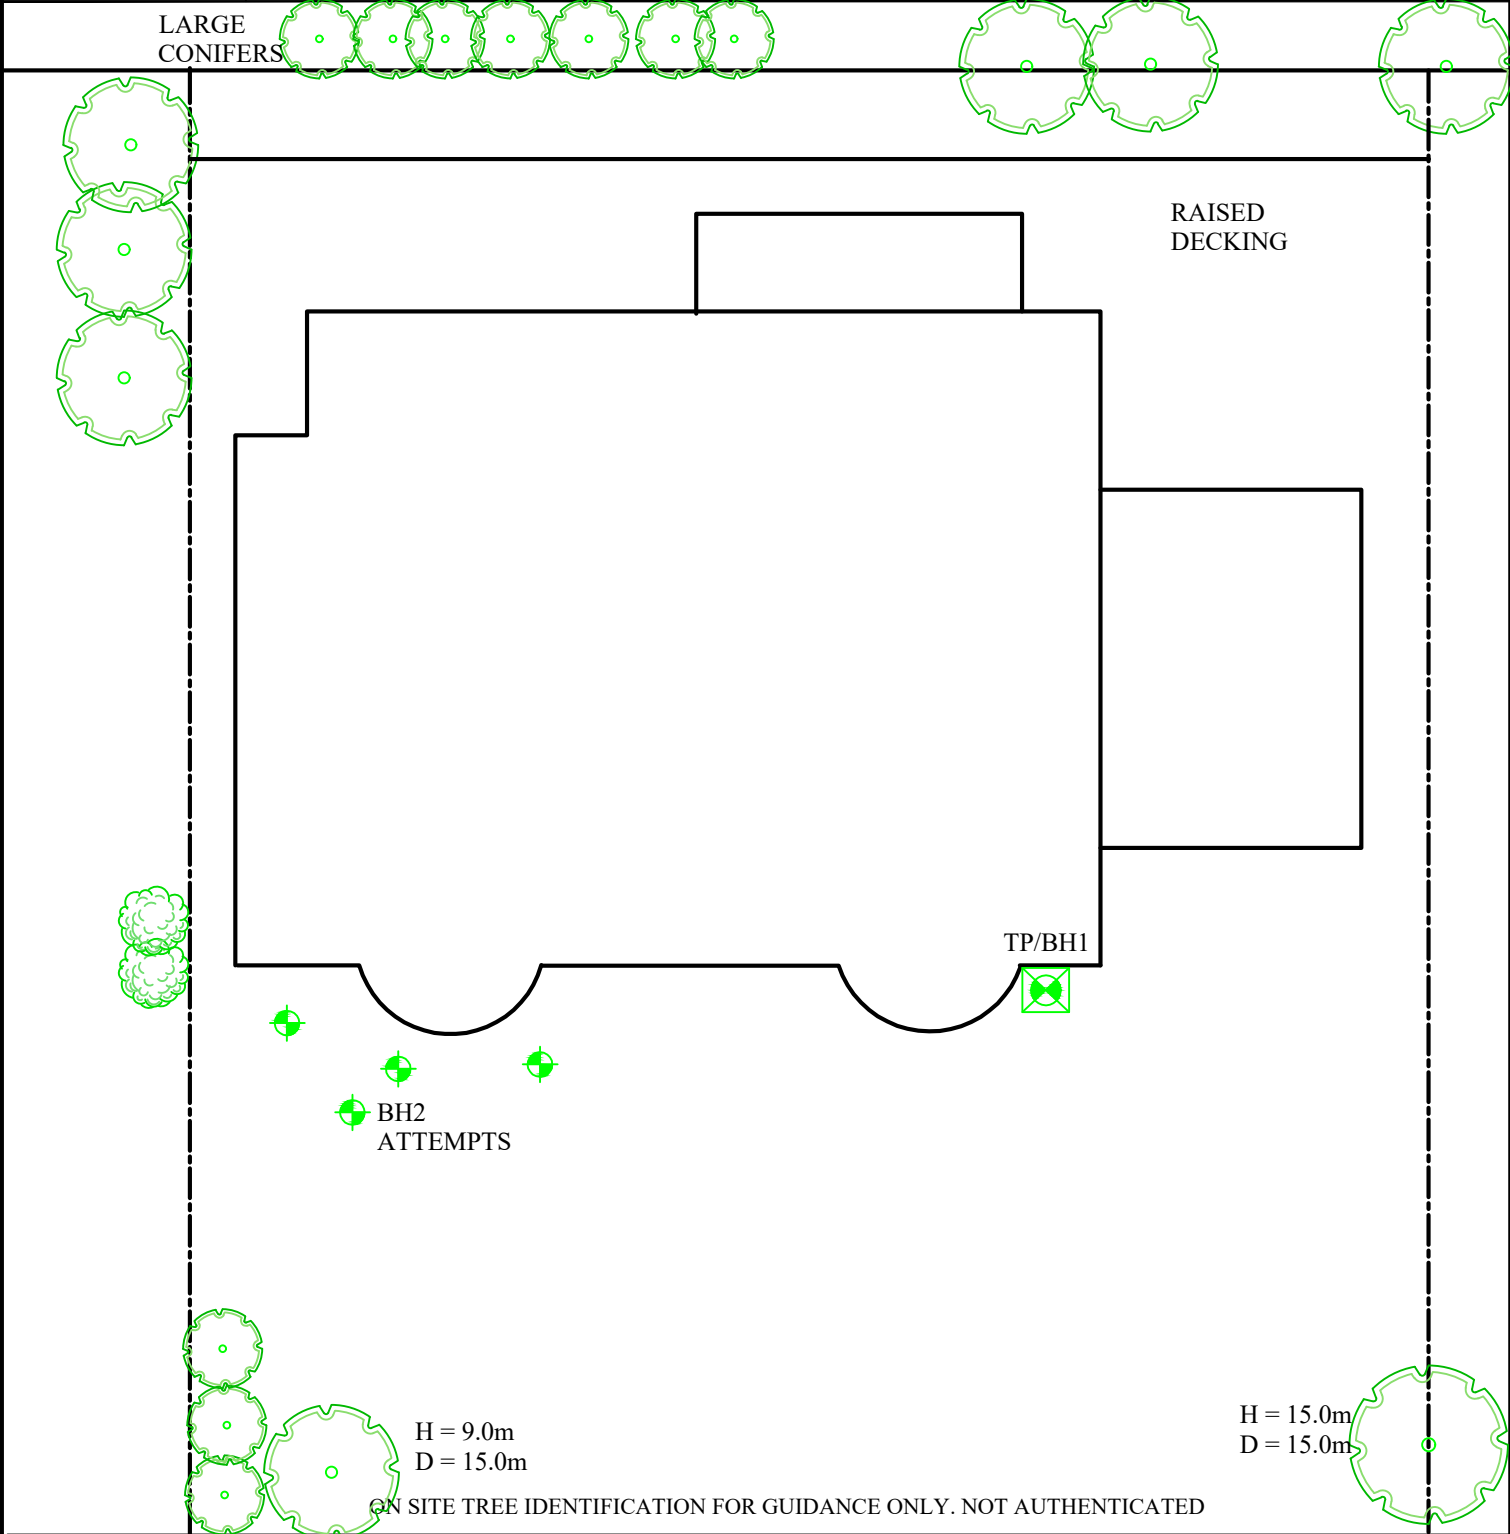 LARGE
CONIFERS
RAISED
DECKING
TP/BH1
BH2
ATTEMPTS
H = 9.0m
D = 15.0m
H = 15.0m
D = 15.0m
ON SITE TREE IDENTIFICATION FOR GUIDANCE ONLY. NOT AUTHENTICATED